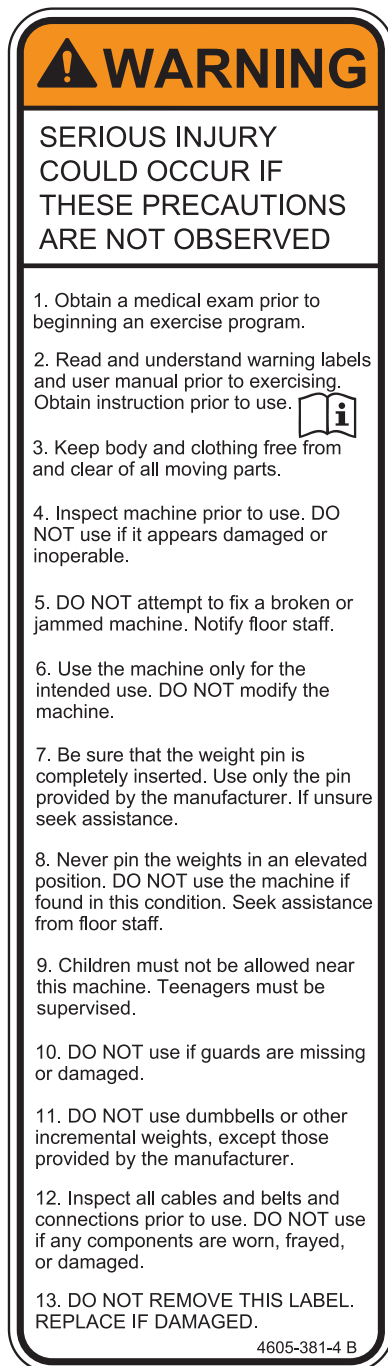 WARNING
SERIOUS INJURY
COULD OCCUR IF
THESE PRECAUTIONS
ARE NOT OBSERVED
1. Obtain a medical exam prior to
beginning an exercise program.
2. Read and understand warning labels
and user manual prior to exercising.
Obtain instruction prior to use.
3. Keep body and clothing free from
and clear of all moving parts.
4. Inspect machine prior to use. DO
NOT use if it appears damaged or
inoperable.
5. DO NOT attempt to fix a broken or
jammed machine. Notify floor staff.
6. Use the machine only for the
intended use. DO NOT modify the
machine.
7. Be sure that the weight pin is
completely inserted. Use only the pin
provided by the manufacturer. If unsure
seek assistance.
8. Never pin the weights in an elevated
position. DO NOT use the machine if
found in this condition. Seek assistance
from floor staff.
9. Children must not be allowed near
this machine. Teenagers must be
supervised.
10. DO NOT use if guards are missing
or damaged.
11. DO NOT use dumbbells or other
incremental weights, except those
provided by the manufacturer.
12. Inspect all cables and belts and
connections prior to use. DO NOT use
if any components are worn, frayed,
or damaged.
13. DO NOT REMOVE THIS LABEL.
REPLACE IF DAMAGED.
4605-381-4 B